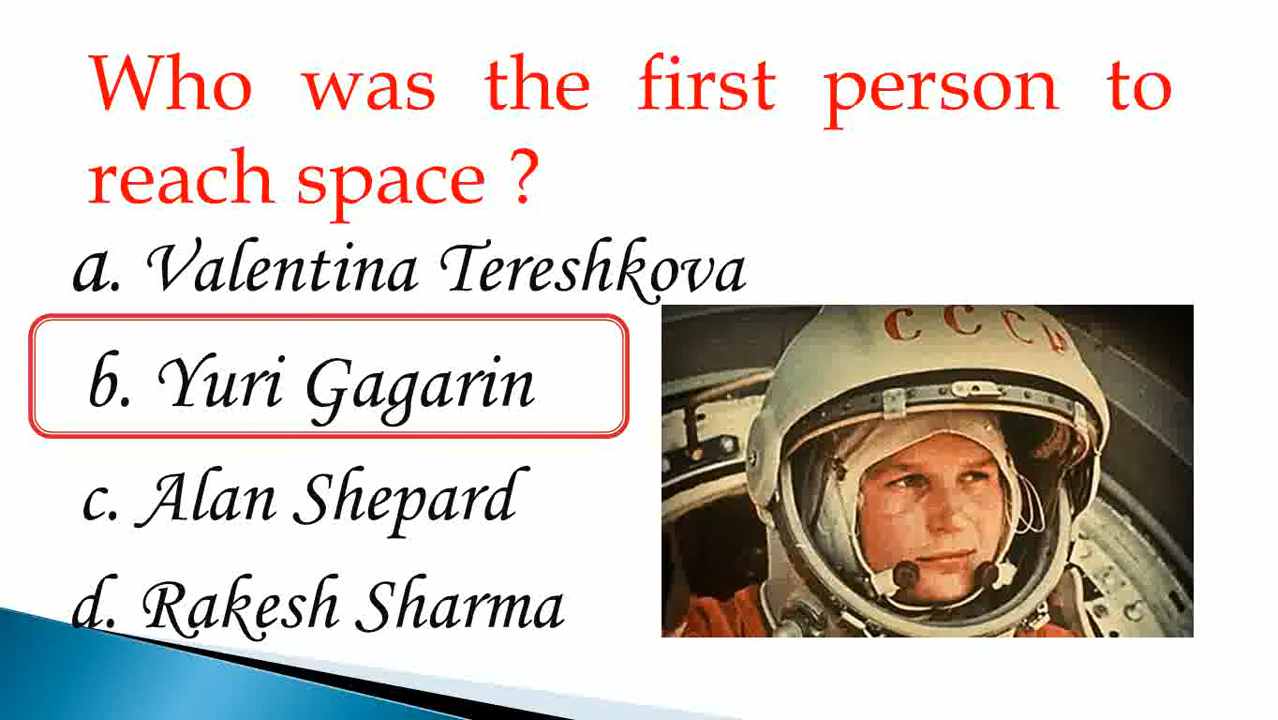 Who was the first person to
reach space ?
a. Valentina Tereshkova
b. Yuri Gagarin
c. Alan Shepard
d. Rakesh Sharma
СССР